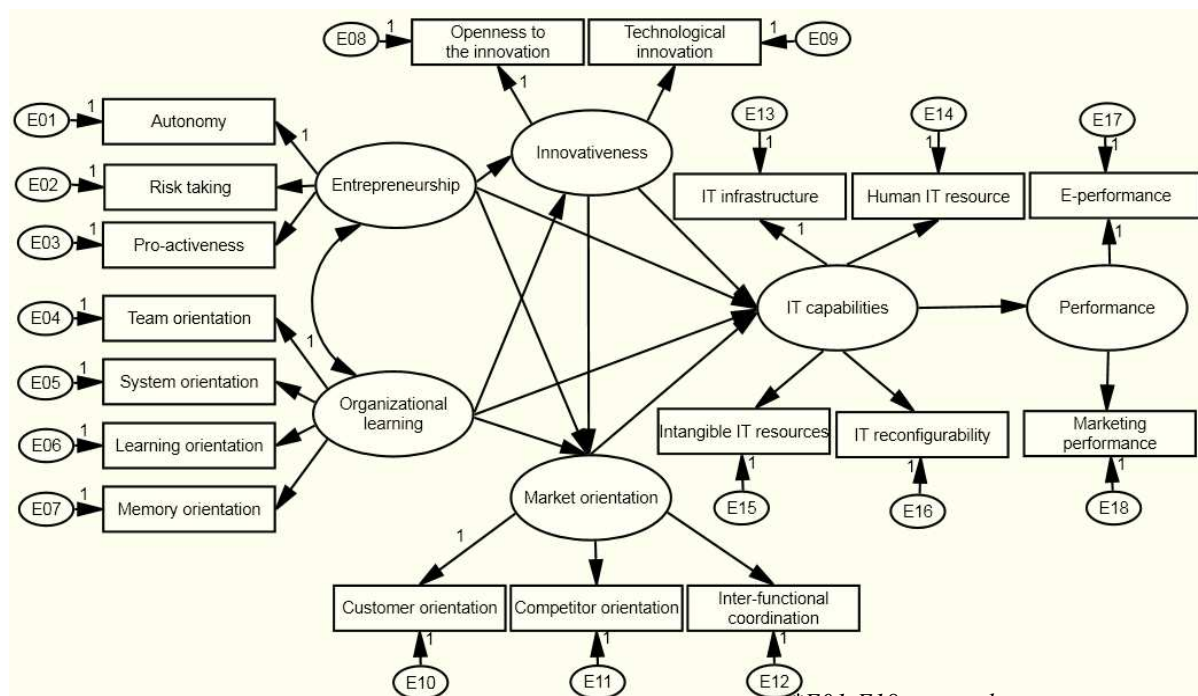 E08
1
Openness to
the innovation
Technological
innovation
1
E09
1
E01
1
Autonomy
1
E02
1
Risk taking
E03
1
Pro-activeness
Entrepreneurship
Innovativeness
E13
1
IT infrastructure
1
E14
1
Human IT resource
E17
1
E-performance
1
E04
1
Team orientation
1
E05
1
System orientation
E06
1
Learning orientation
E07
1
Memory orientation
Organizational
learning
IT capabilities
Performance
Intangible IT resources
1
E15
IT reconfigurability
1
E16
Marketing
performance
1
E18
Market orientation
1
Customer orientation
1
E10
Competitor orientation
1
E11
Inter-functional
coordination
1
E12